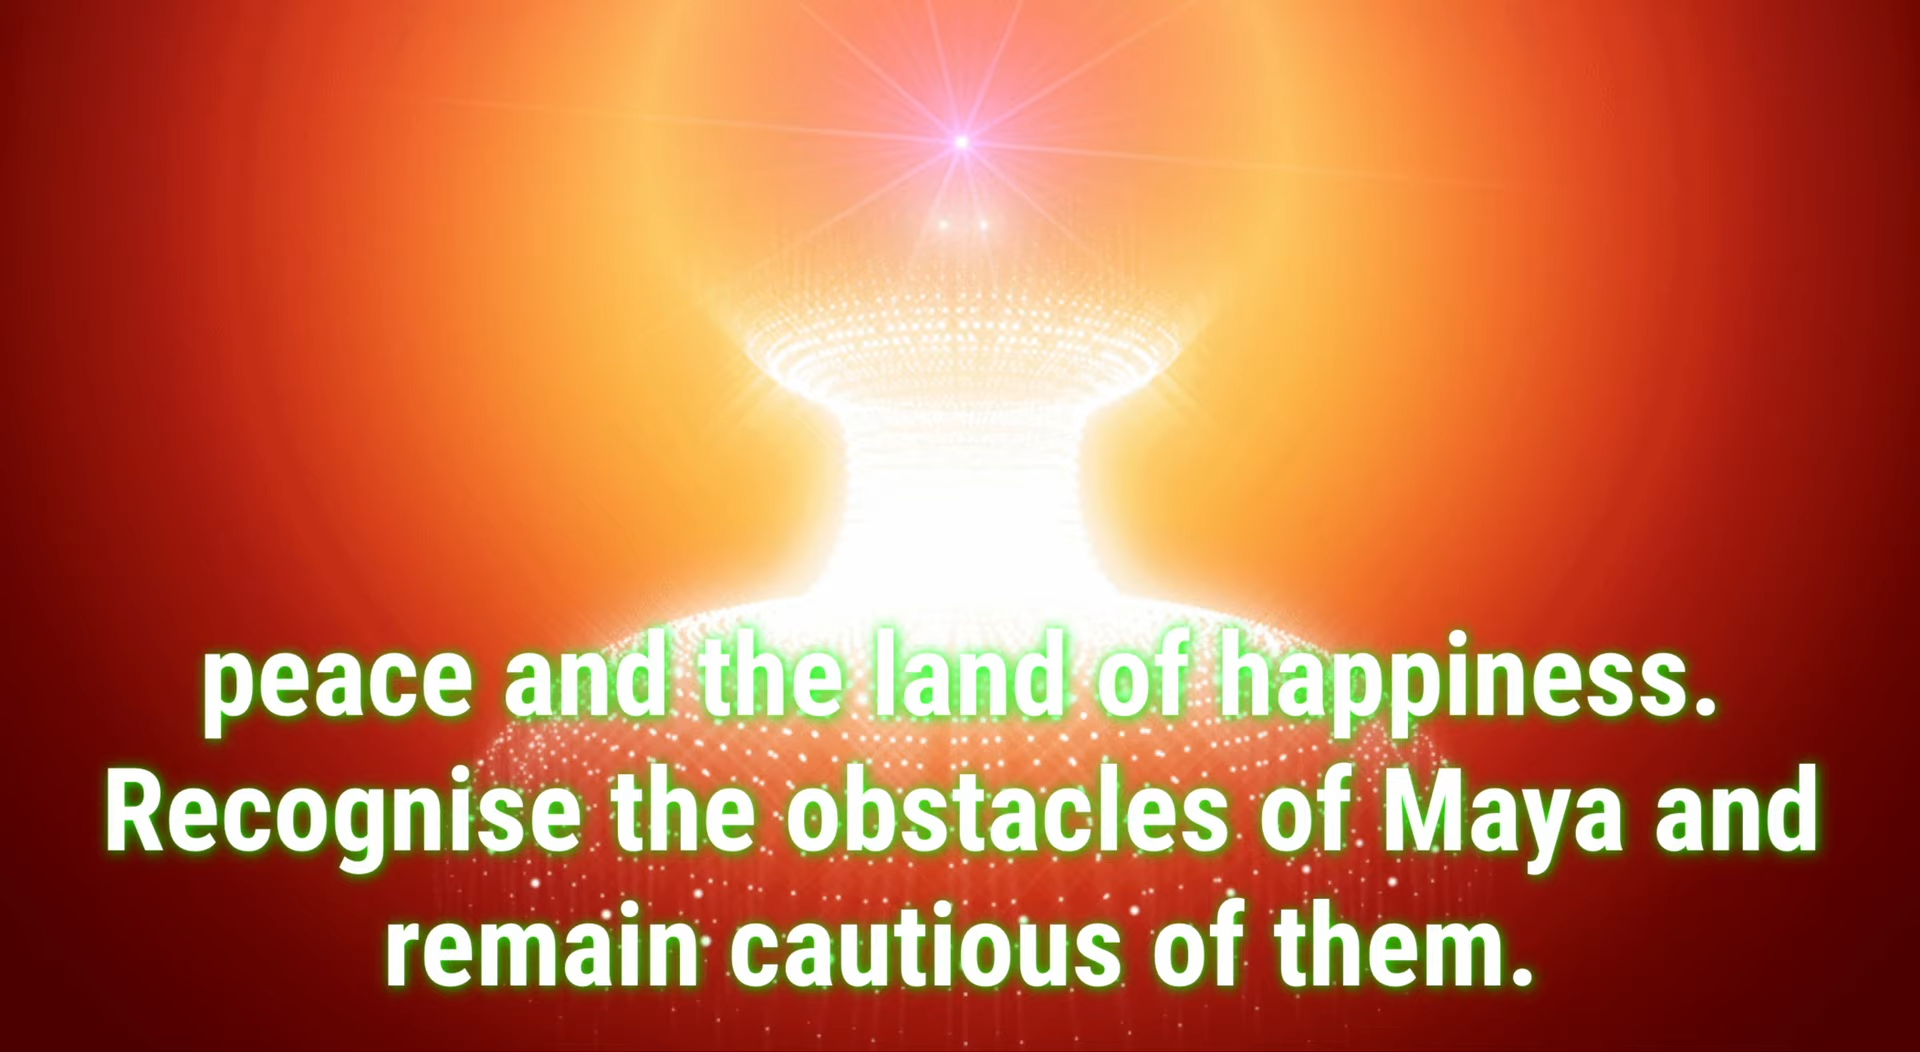 peace and the land of happiness.
Recognise the obstacles of Maya and
remain cautious of them.